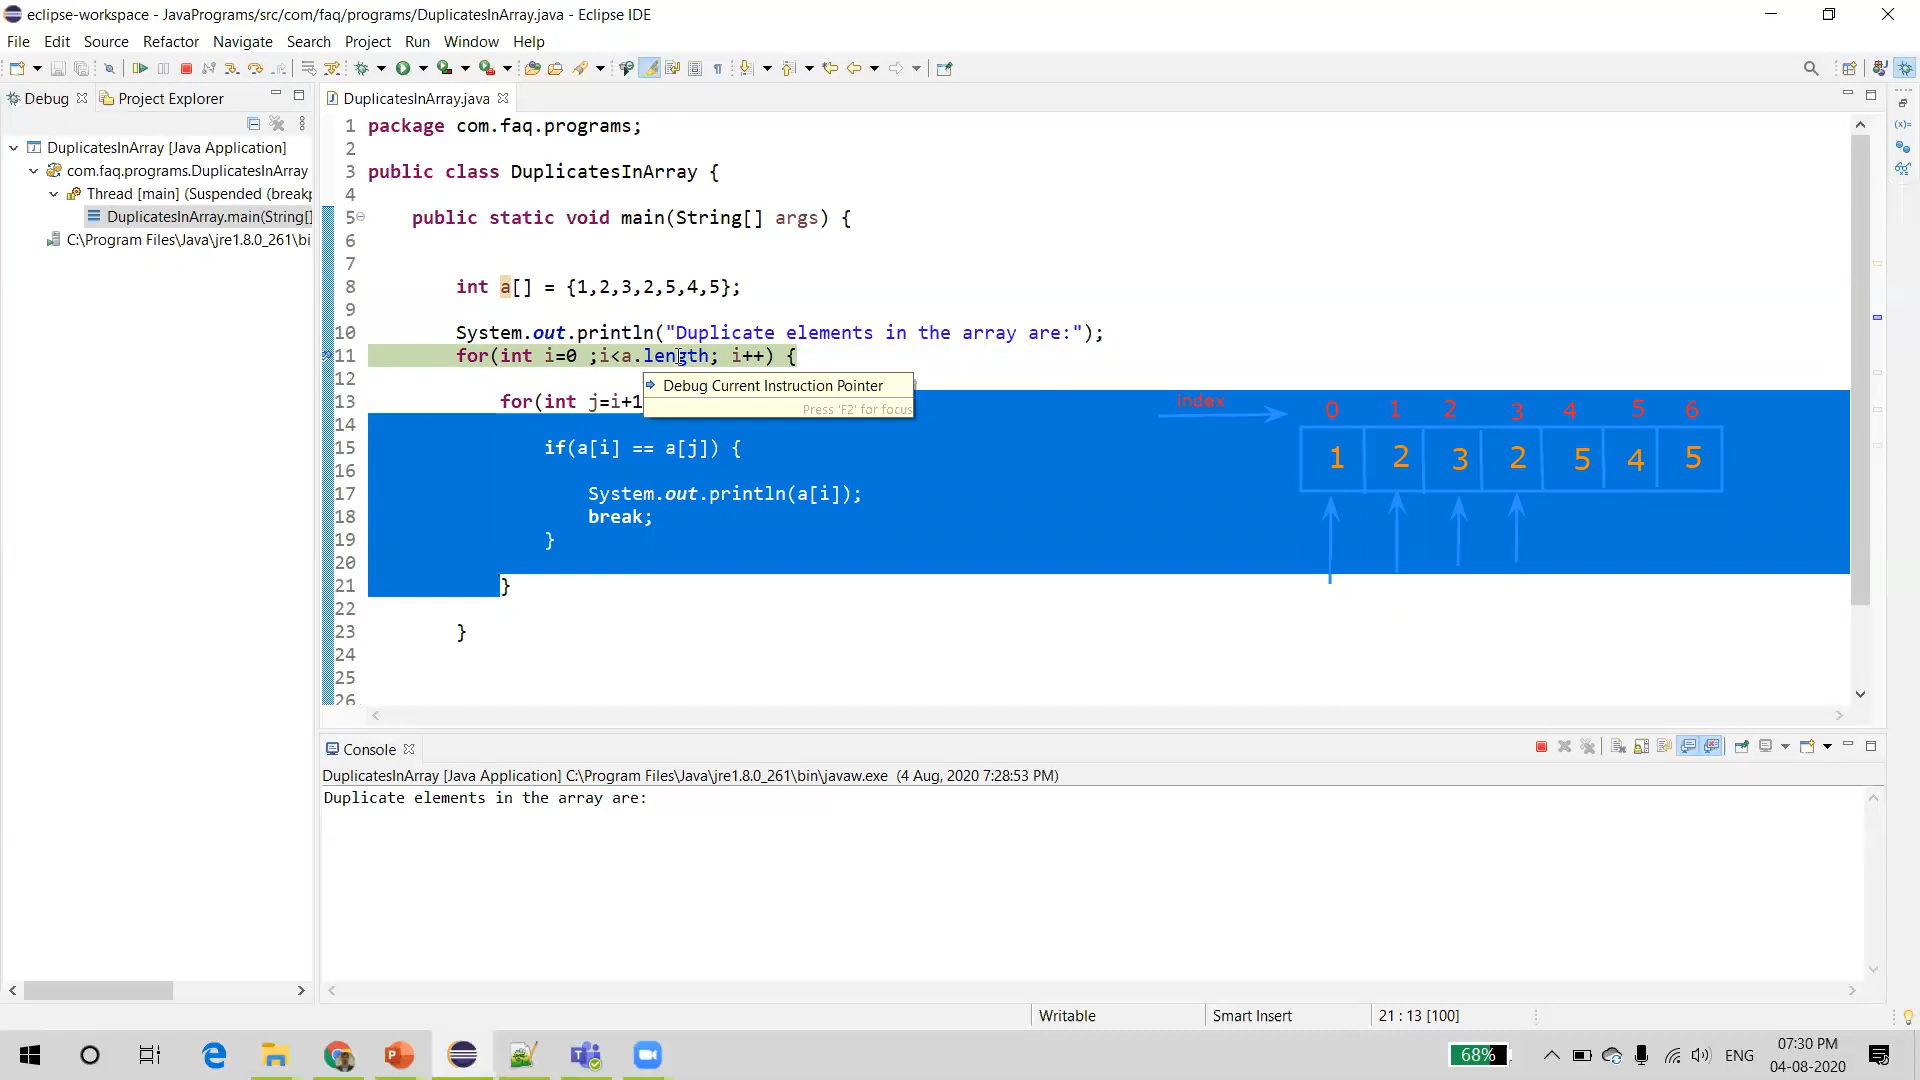 eclipse-workspace - JavaPrograms/src/com/faq/programs/DuplicatesInArray.java - Eclipse IDE
File Edit Source Refactor Navigate Search Project Run Window Help
Debug Project Explorer
DuplicatesInArray [Java Application]
com.faq.programs.DuplicatesInArray
Thread [main] (Suspended (break
DuplicatesInArray.main(String[]
C:\Program Files\Java\jre1.8.0_261\bi
DuplicatesInArray.java
1 package com.faq.programs;
2
3 public class DuplicatesInArray {
4
5 public static void main(String[] args) {
6
7
8 int a[] = {1,2,3,2,5,4,5};
9
10 System.out.println("Duplicate elements in the array are:");
11 for(int i=0 ;i<a.length; i++) {
12
Debug Current Instruction Pointer
Press 'F2' for focus
13 for(int j=i+1
14
15 if(a[i] == a[j]) {
16
17 System.out.println(a[i]);
18 break;
19 }
20
21 }
22
23 }
24
25
26
index
0 1 2 3 4 5 6
1 2 3 2 5 4 5
Console
DuplicatesInArray [Java Application] C:\Program Files\Java\jre1.8.0_261\bin\javaw.exe (4 Aug, 2020 7:28:53 PM)
Duplicate elements in the array are:
Writable Smart Insert 21 : 13 [100]
68% ENG 07:30 PM
04-08-2020